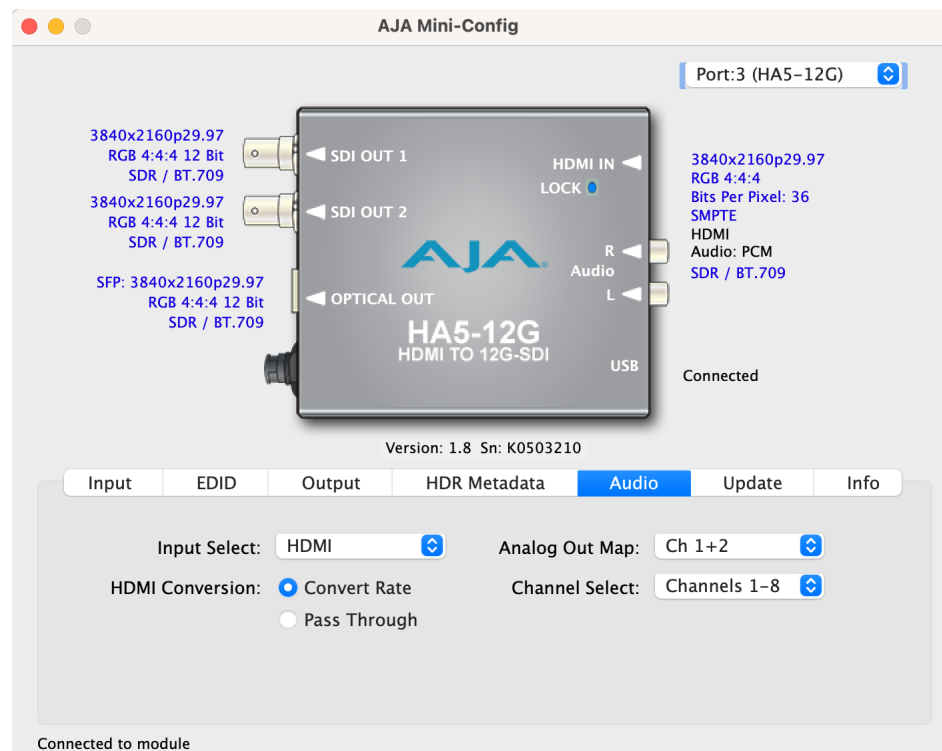 AJA Mini-Config
Port:3 (HA5-12G)
3840x2160p29.97
RGB 4:4:4 12 Bit
SDR / BT.709
3840x2160p29.97
RGB 4:4:4 12 Bit
SDR / BT.709
SFP: 3840x2160p29.97
RGB 4:4:4 12 Bit
SDR / BT.709
SDI OUT 1
SDI OUT 2
OPTICAL OUT
HDMI IN
LOCK
AJA
R
Audio
L
HA5-12G
HDMI TO 12G-SDI
USB
3840x2160p29.97
RGB 4:4:4
Bits Per Pixel: 36
SMPTE
HDMI
Audio: PCM
SDR / BT.709
Connected
Version: 1.8 Sn: K0503210
Input EDID Output HDR Metadata Audio Update Info
Input Select: HDMI Analog Out Map: Ch 1+2
HDMI Conversion: Convert Rate Channel Select: Channels 1-8
Pass Through
Connected to module